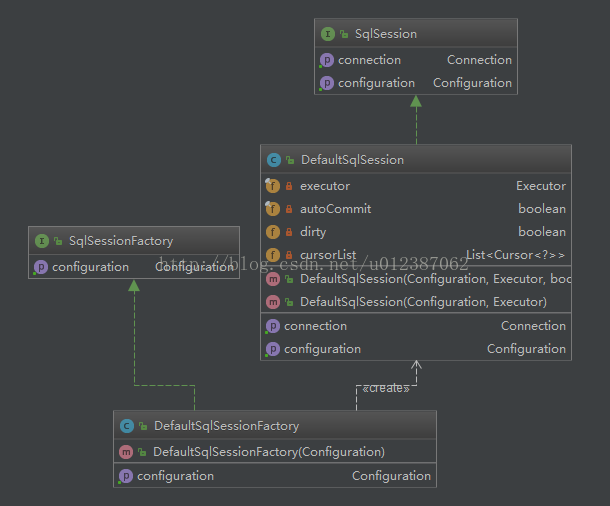 SqlSession
connection Connection
configuration Configuration
DefaultSqlSession
executor Executor
autoCommit boolean
dirty boolean
cursorList List<Cursor<?>>
DefaultSqlSession(Configuration, Executor, boo
DefaultSqlSession(Configuration, Executor)
connection Connection
configuration Configuration
SqlSessionFactory
configuration Configuration
http://blog.csdn.net/u012387062
«create»
DefaultSqlSessionFactory
DefaultSqlSessionFactory(Configuration)
configuration Configuration